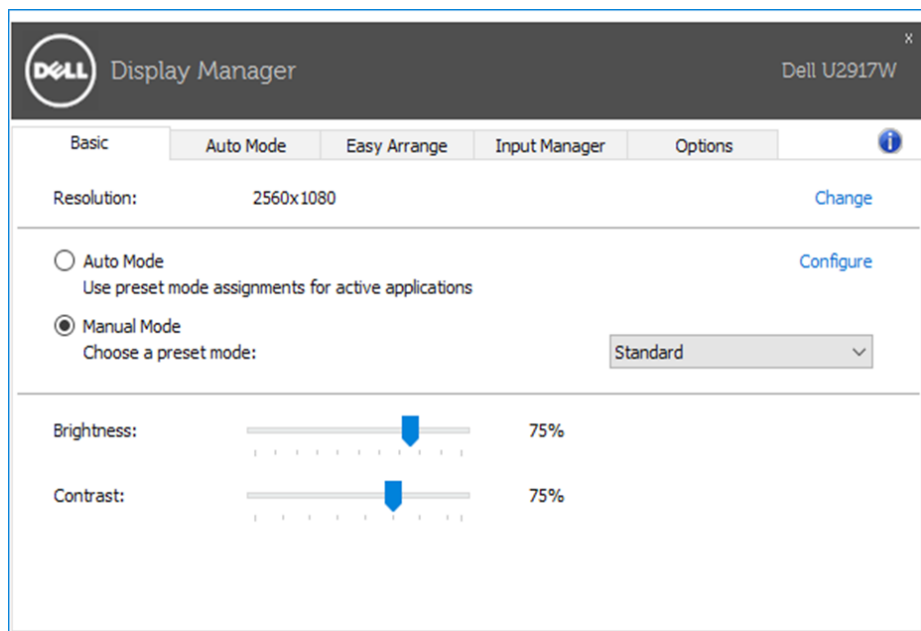 x
DELL Display Manager Dell U2917W
Basic Auto Mode Easy Arrange Input Manager Options i
Resolution: 2560x1080 Change
Auto Mode Configure
Use preset mode assignments for active applications
Manual Mode
Choose a preset mode: Standard
Brightness: 75%
Contrast: 75%